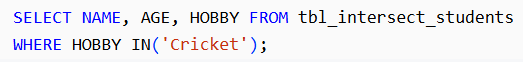 SELECT NAME, AGE, HOBBY FROM tbl_intersect_students
WHERE HOBBY IN('Cricket');